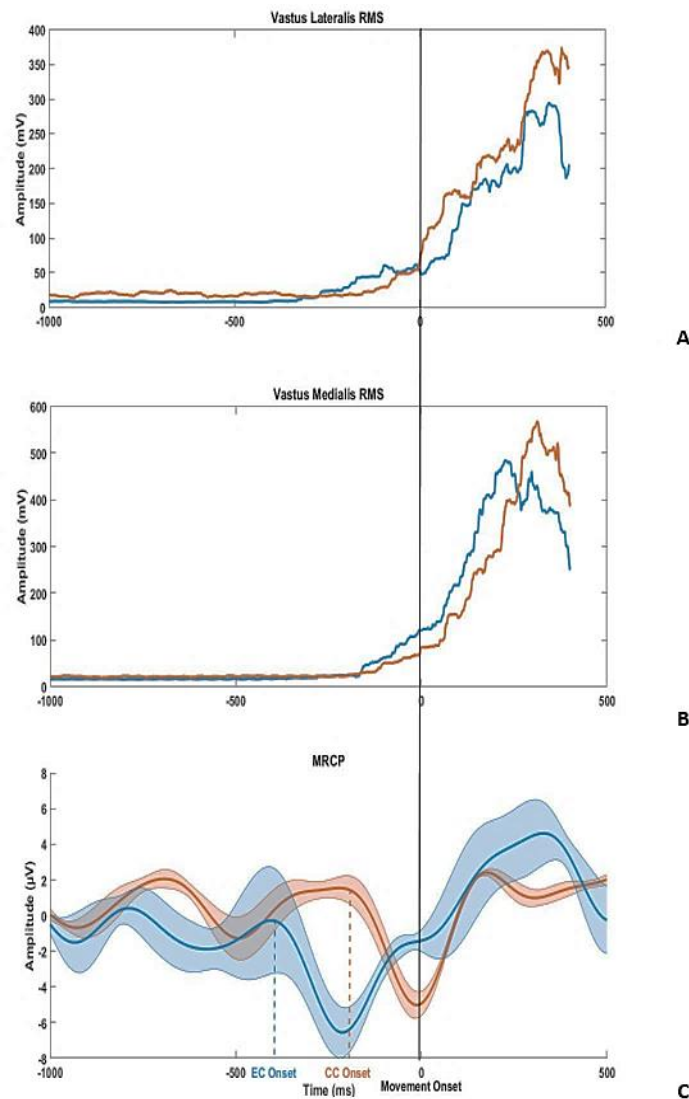 Vastus Lateralis RMS
400
350
300
250
200
150
100
50
0
Amplitude (mV)
-1000
-500
0
500
A
Vastus Medialis RMS
600
500
400
300
200
100
0
Amplitude (mV)
-1000
-500
0
500
B
MRCP
8
6
4
2
0
-2
-4
-6
-8
Amplitude (µV)
-1000
-500
EC Onset
CC Onset
0
500
Time (ms)
Movement Onset
C